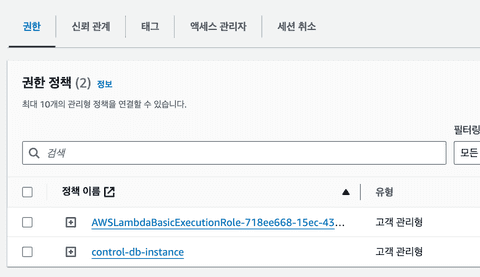 권한 신뢰 관계 태그 액세스 관리자 세션 취소
권한 정책 (2) 정보
최대 10개의 관리형 정책을 연결할 수 있습니다.
필터링
검색 모든
정책 이름 유형
AWSLambdaBasicExecutionRole-718ee668-15ec-43... 고객 관리형
control-db-instance 고객 관리형